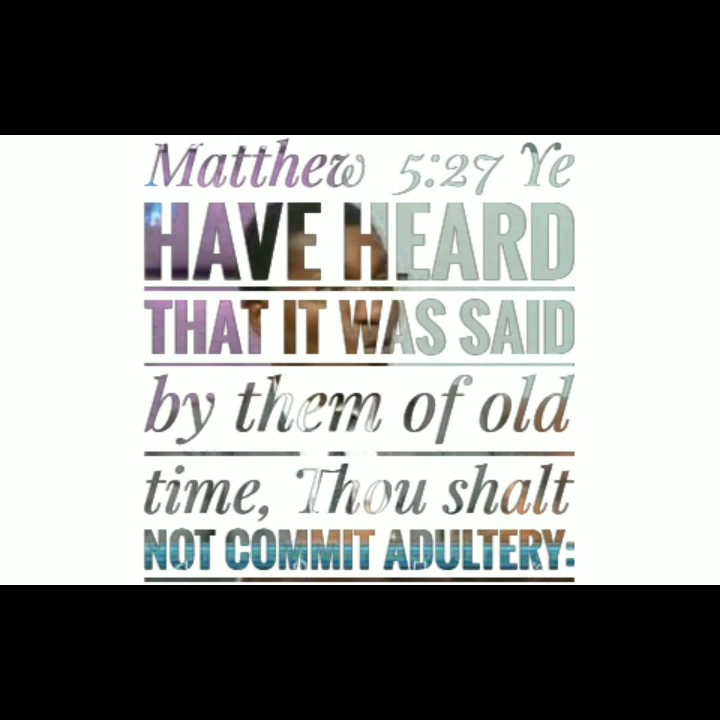 Matthew 5:27 Ye
HAVE HEARD
THAT IT WAS SAID
by them of old
time, Thou shalt
NOT COMMIT ADULTERY: